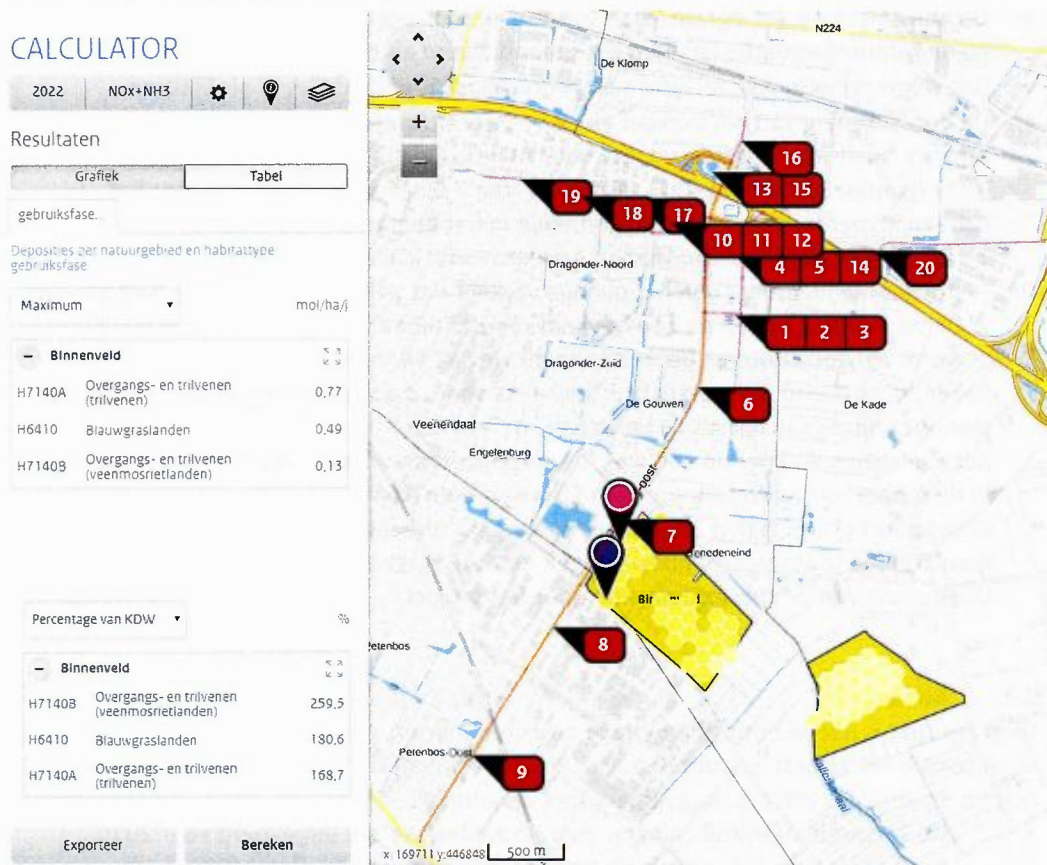 CALCULATOR
2022 NOx+NH3
Resultaten
Grafiek Tabel
gebruiksfase...
Deposities per natuurgebied en habitattype
gebruiksfase
Maximum mol/ha/j
− Binnenveld
H7140A Overgangs- en trilvenen
(trilvenen) 0,77
H6410 Blauwgraslanden 0,49
H7140B Overgangs- en trilvenen
(veenmosrietlanden) 0,13
Percentage van KDW %
− Binnenveld
H7140B Overgangs- en trilvenen
(veenmosrietlanden) 259,5
H6410 Blauwgraslanden 180,6
H7140A Overgangs- en trilvenen
(trilvenen) 168,7
Exporteer Bereken
N224
De Klomp
+
−
16
13 15
19 18 17
10 11 12
Dragonder-Noord
4 5 14 20
1 2 3
Dragonder-Zuid
De Gouwen
6
De Kade
Veenendaal
Engelenburg
-oost
7
8
Petenbos-Oost
9
x: 169711 y:446848 500 m